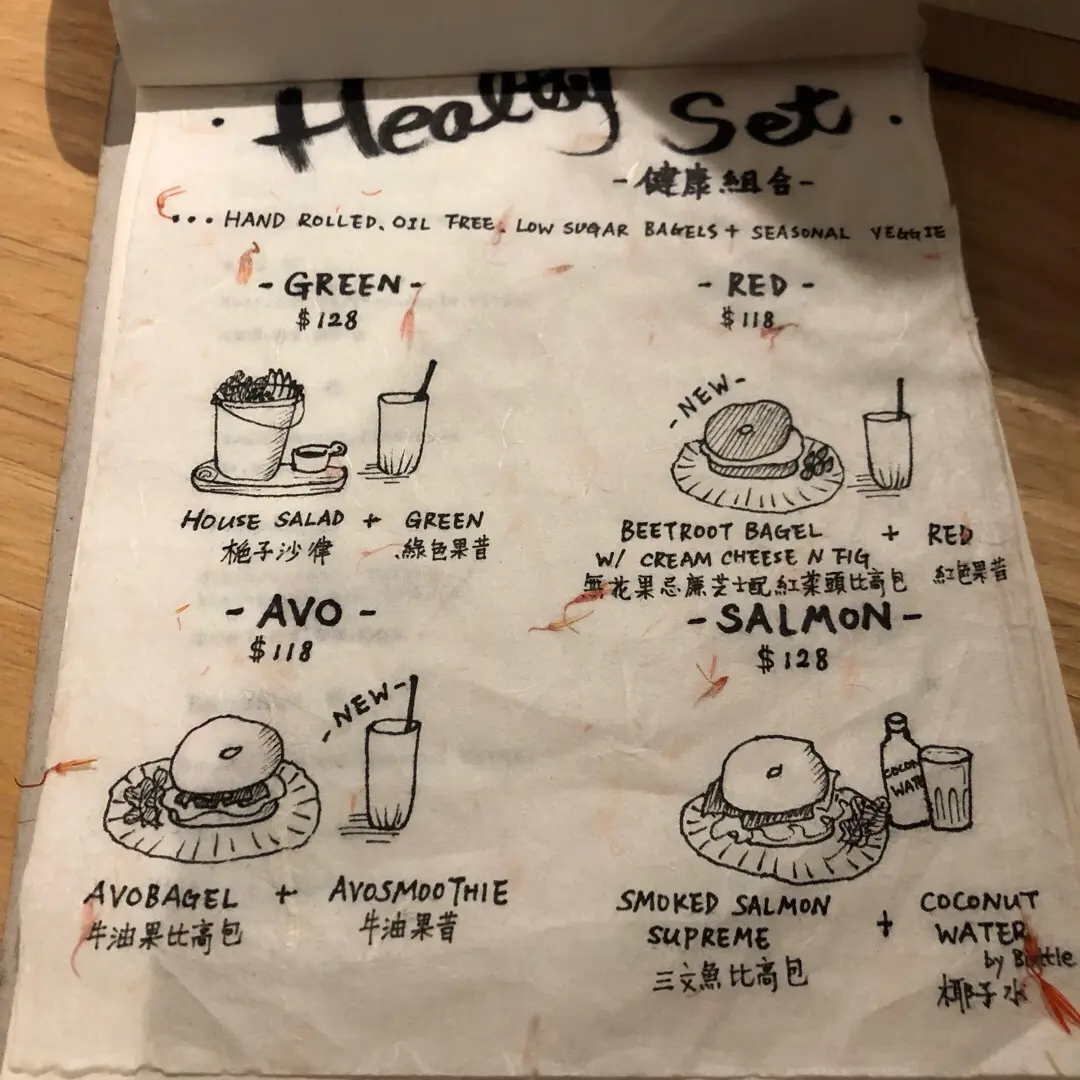 · Healthy Set ·
- 健康組合 -
... HAND ROLLED. OIL FREE. LOW SUGAR BAGELS + SEASONAL VEGGIE
- GREEN -
$128
HOUSE SALAD + GREEN
梔子沙律 綠色果昔
- RED -
$118
- NEW -
BEETROOT BAGEL + RED
W/ CREAM CHEESE N FIG
無花果忌廉芝士配紅菜頭比高包 紅色果昔
- AVO -
$118
- NEW -
AVOBAGEL + AVOSMOOTHIE
牛油果比高包 牛油果昔
- SALMON -
$128
COCON
WATE
SMOKED SALMON + COCONUT
SUPREME WATER
by Bottle
三文魚比高包 椰子水